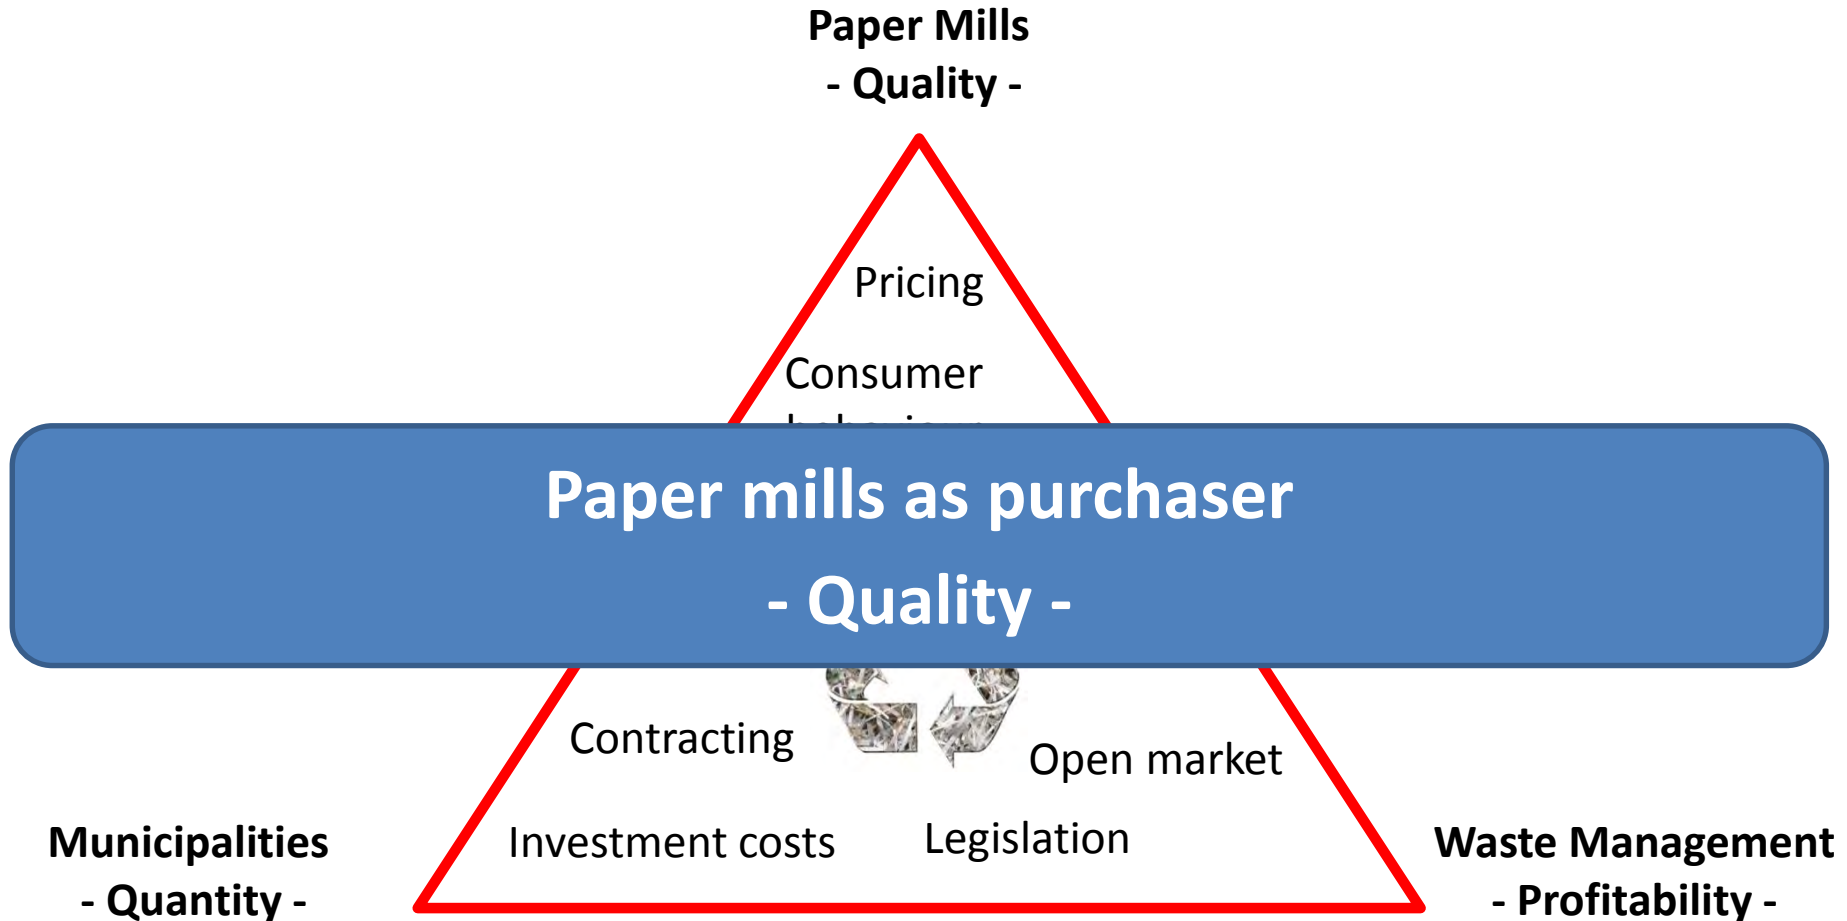 Paper Mills
- Quality -
Pricing
Consumer
Paper mills as purchaser
- Quality -
Contracting
Open market
Investment costs
Legislation
Municipalities
- Quantity -
Waste Management
- Profitability -